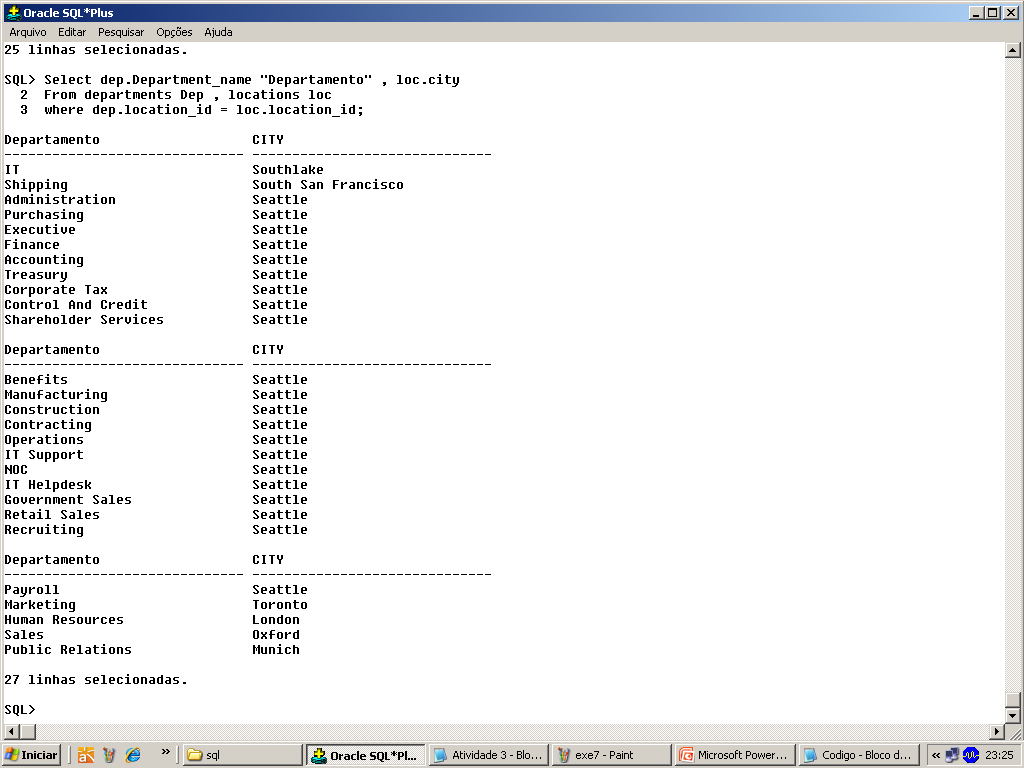 Oracle SQL*Plus
Arquivo Editar Pesquisar Opções Ajuda
25 linhas selecionadas.
SQL> Select dep.Department_name "Departamento" , loc.city
2 From departments Dep , locations loc
3 where dep.location_id = loc.location_id;
Departamento CITY
------------------------------ ------------------------------
IT Southlake
Shipping South San Francisco
Administration Seattle
Purchasing Seattle
Executive Seattle
Finance Seattle
Accounting Seattle
Treasury Seattle
Corporate Tax Seattle
Control And Credit Seattle
Shareholder Services Seattle
Departamento CITY
------------------------------ ------------------------------
Benefits Seattle
Manufacturing Seattle
Construction Seattle
Contracting Seattle
Operations Seattle
IT Support Seattle
NOC Seattle
IT Helpdesk Seattle
Government Sales Seattle
Retail Sales Seattle
Recruiting Seattle
Departamento CITY
------------------------------ ------------------------------
Payroll Seattle
Marketing Toronto
Human Resources London
Sales Oxford
Public Relations Munich
27 linhas selecionadas.
SQL>
Iniciar » sql Oracle SQL*Pl... Atividade 3 - Blo... exe7 - Paint Microsoft Power... Codigo - Bloco d... « 23:25